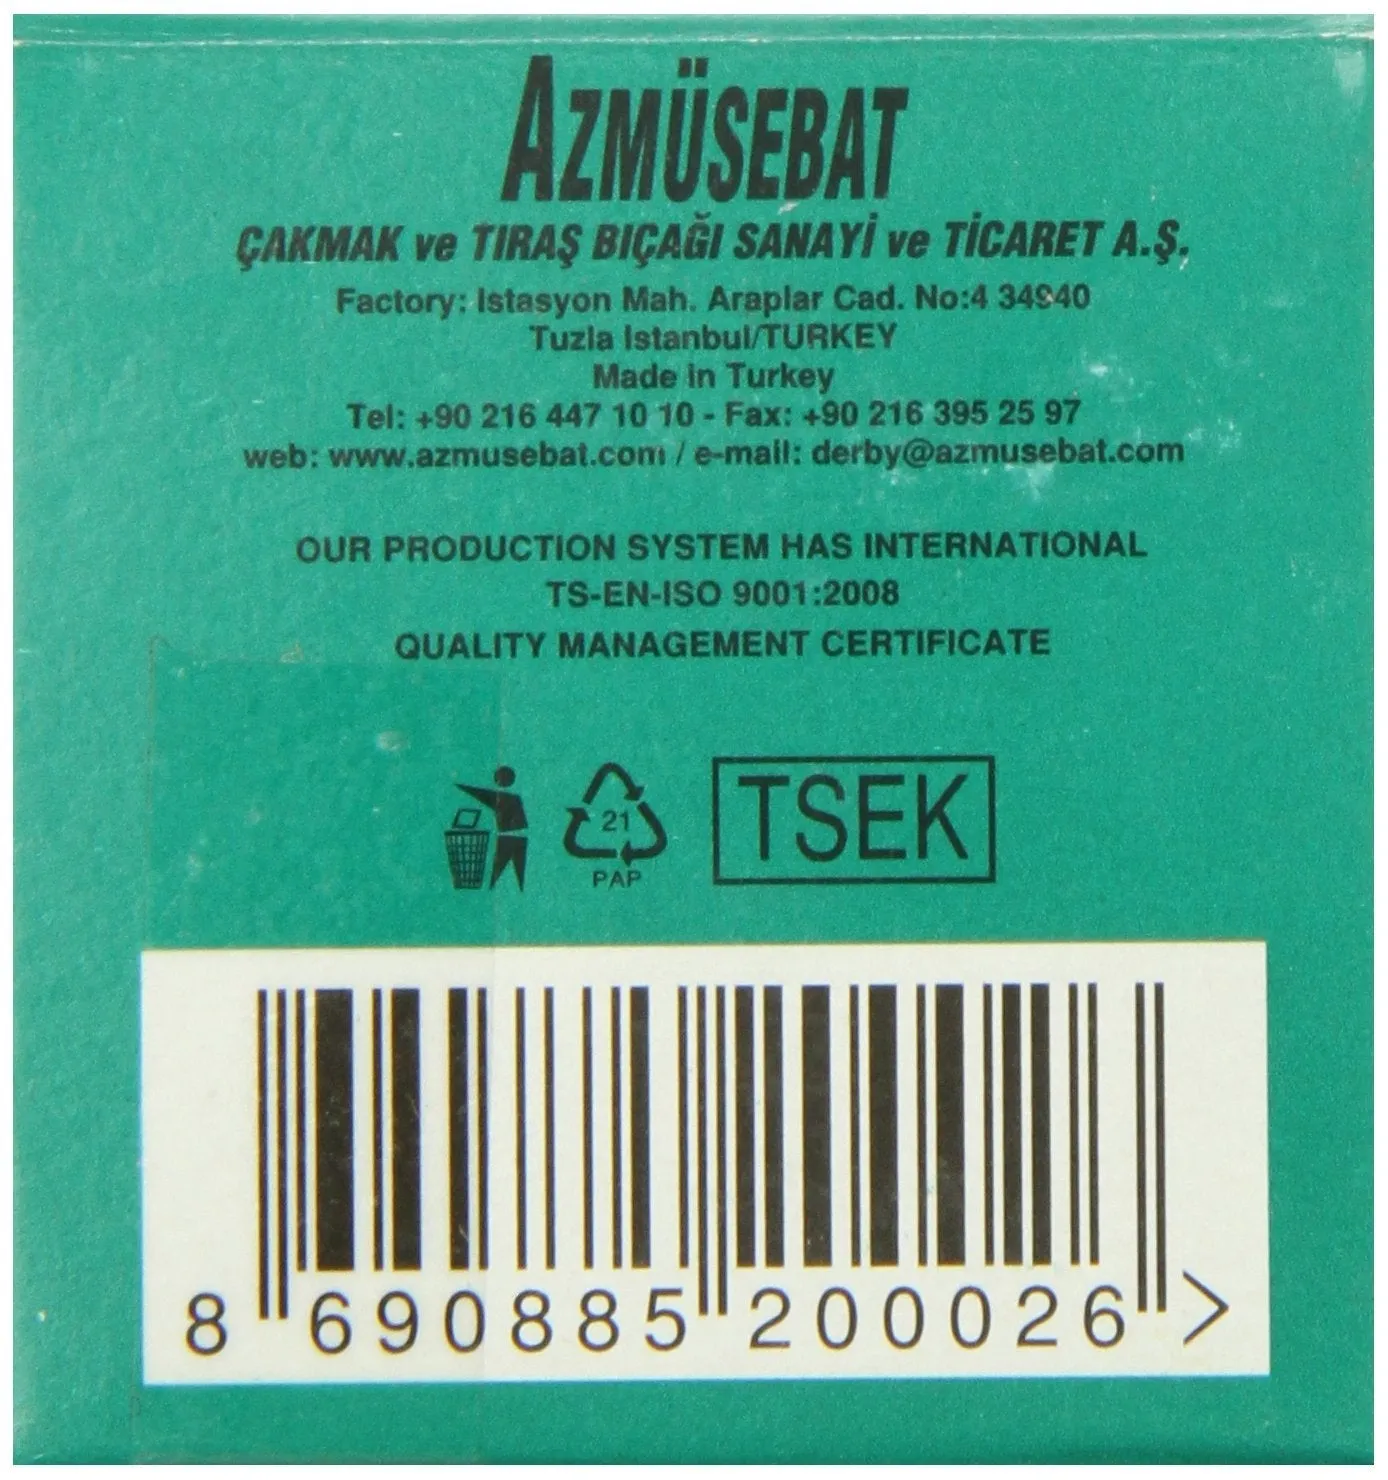 AZMÜSEBAT
ÇAKMAK ve TIRAŞ BIÇAĞI SANAYİ ve TİCARET A.Ş.
Factory: Istasyon Mah. Araplar Cad. No:4 34940
Tuzla Istanbul/TURKEY
Made in Turkey
Tel: +90 216 447 10 10 - Fax: +90 216 395 25 97
web: www.azmusebat.com / e-mail: derby@azmusebat.com
OUR PRODUCTION SYSTEM HAS INTERNATIONAL
TS-EN-ISO 9001:2008
QUALITY MANAGEMENT CERTIFICATE
21
PAP
TSEK
8 690885 200026 >